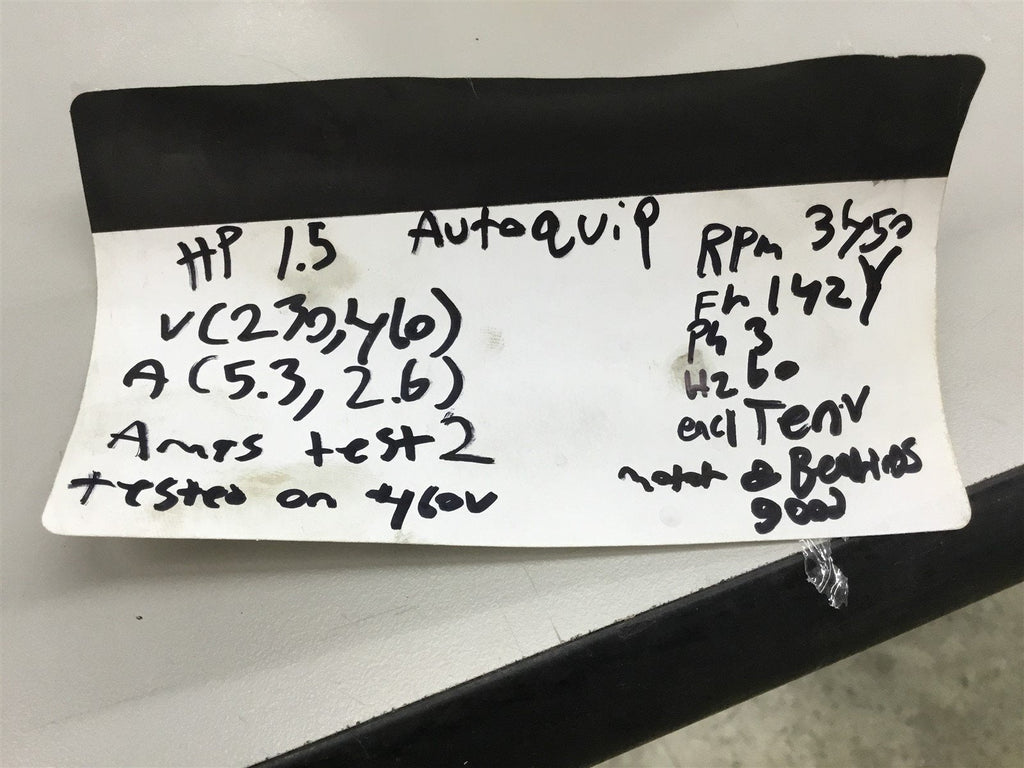 Autoquip
HP 1.5
V(230,460)
A (5.3, 2.6)
Amps test 2
tested on 460v
RPm 3450
Fr 142Y
Ph 3
Hz 60
encl Tenv
motor & Bearings
good